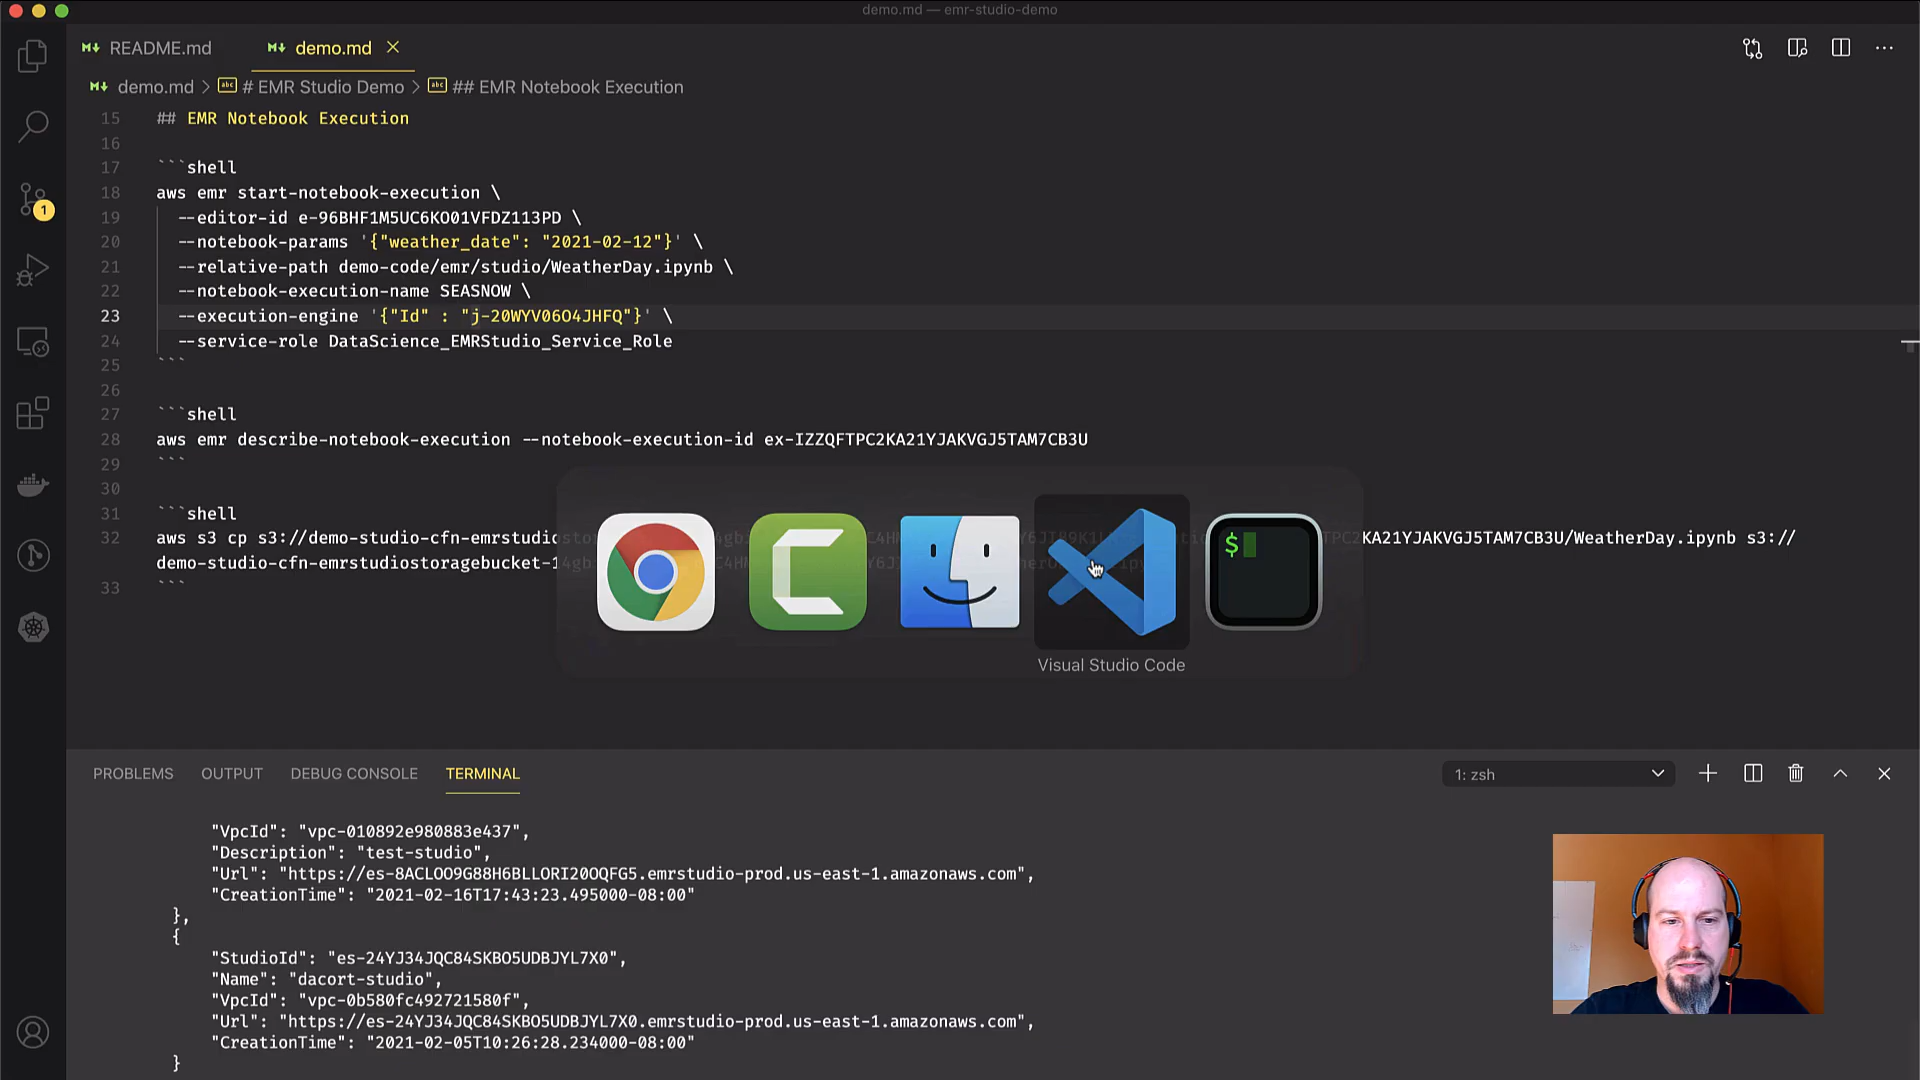 demo.md — emr-studio-demo
README.md
demo.md
demo.md > # EMR Studio Demo > ## EMR Notebook Execution
15 ## EMR Notebook Execution
16
17 ```shell
18 aws emr start-notebook-execution \
19 --editor-id e-96BHF1M5UC6KO01VFDZ113PD \
20 --notebook-params '{"weather_date": "2021-02-12"}' \
21 --relative-path demo-code/emr/studio/WeatherDay.ipynb \
22 --notebook-execution-name SEASNOW \
23 --execution-engine '{"Id" : "j-20WYV06O4JHFQ"}' \
24 --service-role DataScience_EMRStudio_Service_Role
25 ```
26
27 ```shell
28 aws emr describe-notebook-execution --notebook-execution-id ex-IZZQFTPC2KA21YJAKVGJ5TAM7CB3U
29 ```
30
31 ```shell
32 aws s3 cp s3://demo-studio-cfn-emrstudio KA21YJAKVGJ5TAM7CB3U/WeatherDay.ipynb s3://
demo-studio-cfn-emrstudiostoragebucket-1
33 ```
1
$
Visual Studio Code
PROBLEMS OUTPUT DEBUG CONSOLE TERMINAL
1: zsh
"VpcId": "vpc-010892e980883e437",
"Description": "test-studio",
"Url": "https://es-8ACLOO9G88H6BLLORI20OQFG5.emrstudio-prod.us-east-1.amazonaws.com",
"CreationTime": "2021-02-16T17:43:23.495000-08:00"
},
{
"StudioId": "es-24YJ34JQC84SKBO5UDBJYL7X0",
"Name": "dacort-studio",
"VpcId": "vpc-0b580fc492721580f",
"Url": "https://es-24YJ34JQC84SKBO5UDBJYL7X0.emrstudio-prod.us-east-1.amazonaws.com",
"CreationTime": "2021-02-05T10:26:28.234000-08:00"
}